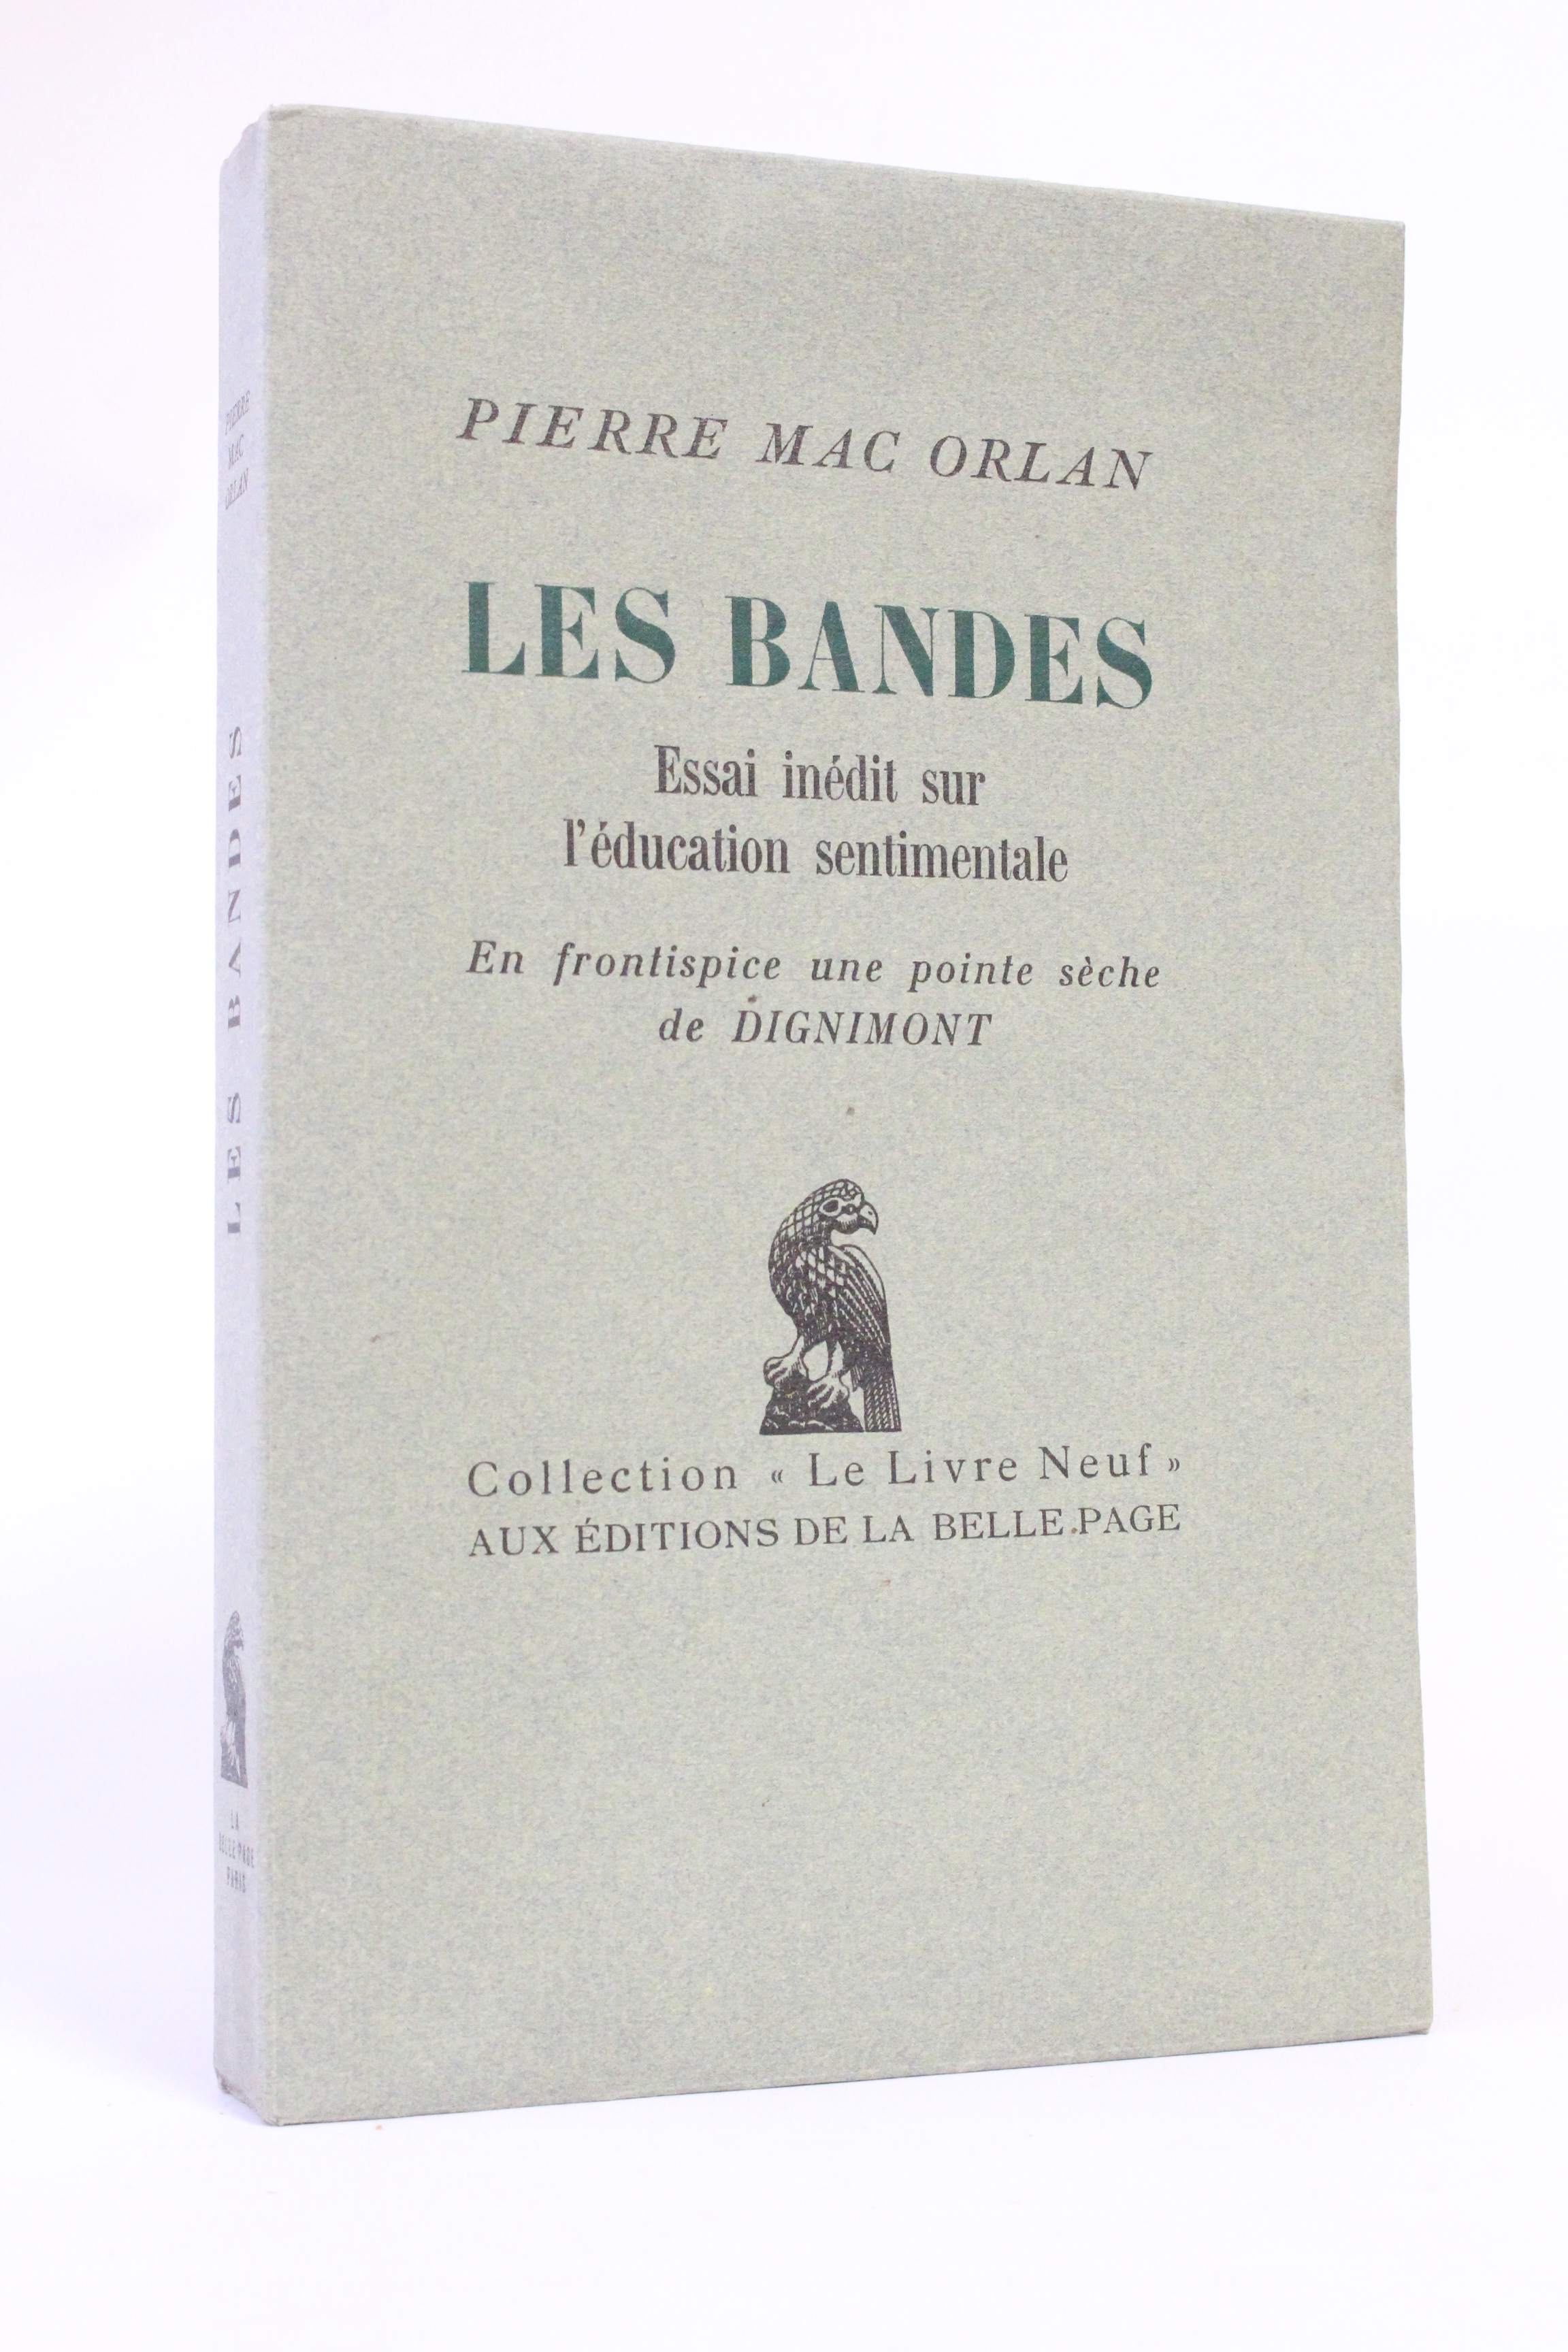 PIERRE MAC ORLAN
LES BANDES
Essai inédit sur
l'éducation sentimentale
En frontispice une pointe sèche
de DIGNIMONT
Collection « Le Livre Neuf »
AUX ÉDITIONS DE LA BELLE PAGE
PIERRE
MAC
ORLAN
LES BANDES
LA
BELLE PAGE
PARIS